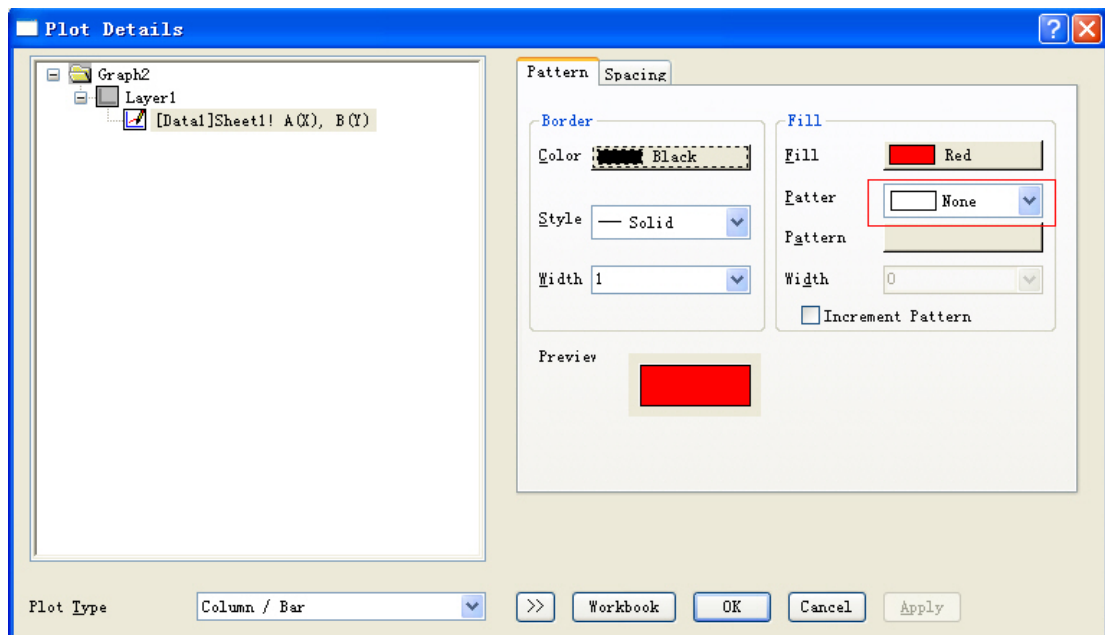 Plot Details
Graph2
Layer1
[Data1]Sheet1! A(X), B(Y)
Pattern Spacing
Border
Color Black
Style Solid
Width 1
Fill
Fill Red
Patter None
Pattern
Width 0
Increment Pattern
Preview
Plot Type Column / Bar >> Workbook OK Cancel Apply